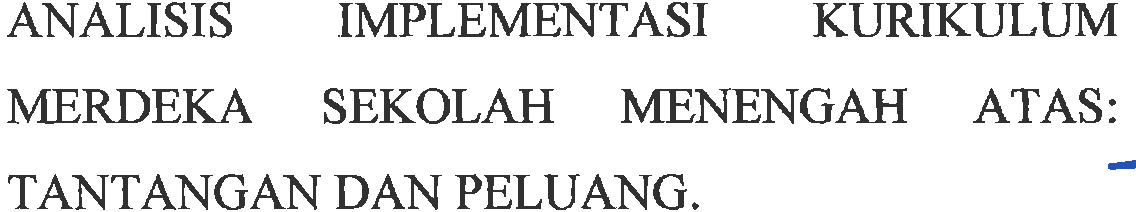 ANALISIS IMPLEMENTASI KURIKULUM
MERDEKA SEKOLAH MENENGAH ATAS:
TANTANGAN DAN PELUANG.